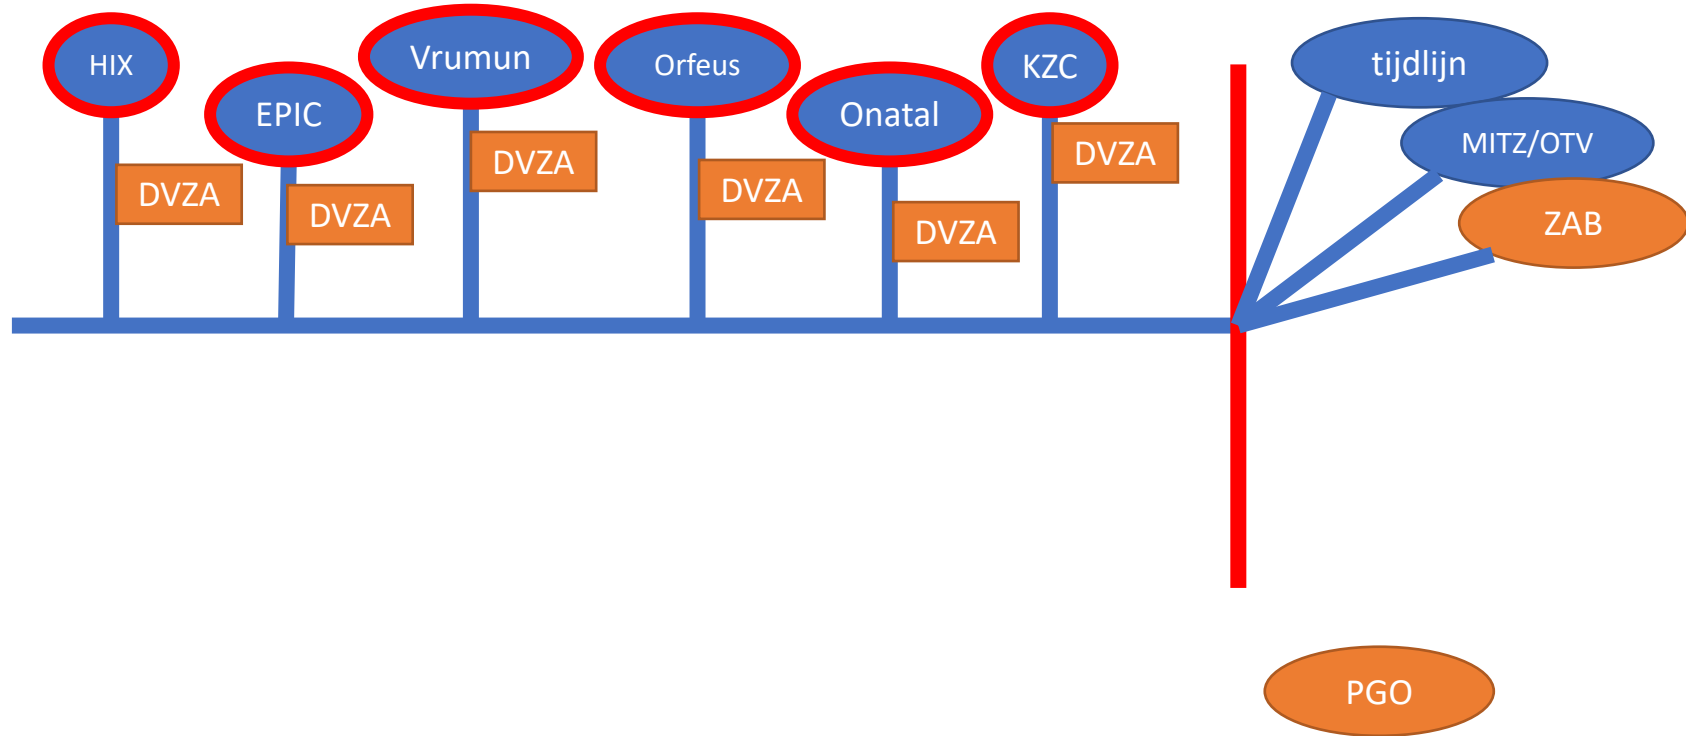 HIX
EPIC
Vrumun
Orfeus
Onatal
KZC
tijdlijn
MITZ/OTV
ZAB
DVZA
DVZA
DVZA
DVZA
DVZA
DVZA
PGO